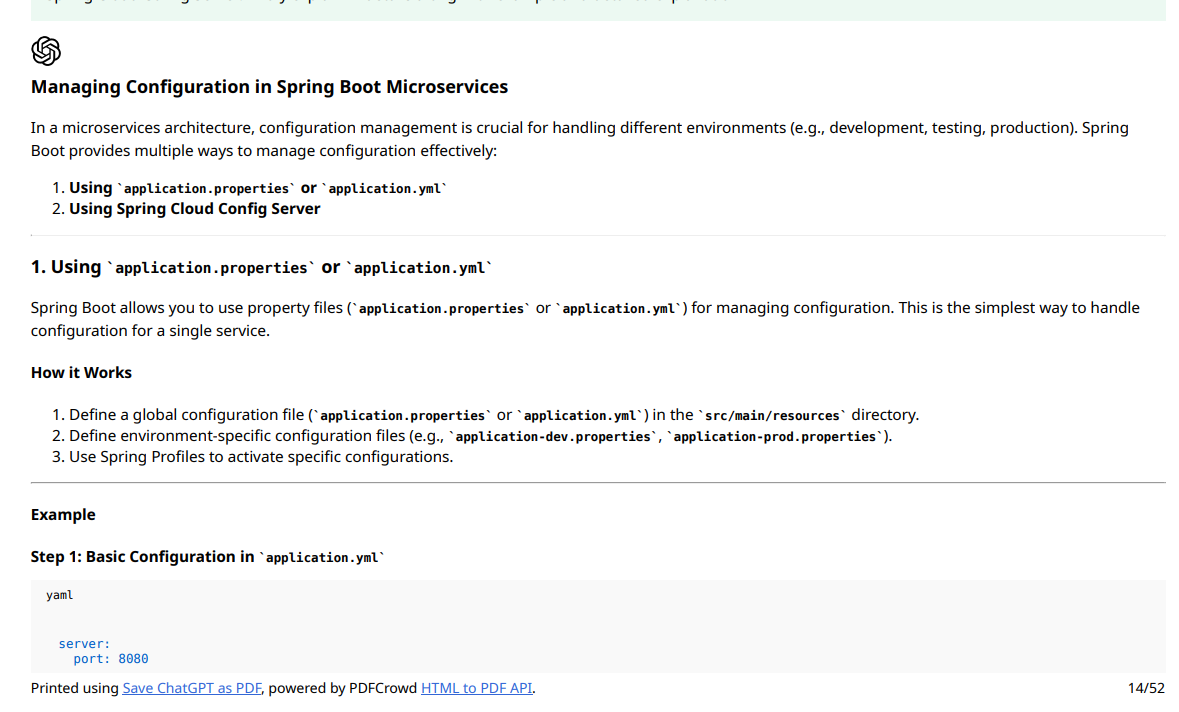 Managing Configuration in Spring Boot Microservices
In a microservices architecture, configuration management is crucial for handling different environments (e.g., development, testing, production). Spring
Boot provides multiple ways to manage configuration effectively:
1. Using `application.properties` or `application.yml`
2. Using Spring Cloud Config Server
1. Using `application.properties` or `application.yml`
Spring Boot allows you to use property files (`application.properties` or `application.yml`) for managing configuration. This is the simplest way to handle
configuration for a single service.
How it Works
1. Define a global configuration file (`application.properties` or `application.yml`) in the `src/main/resources` directory.
2. Define environment-specific configuration files (e.g., `application-dev.properties`, `application-prod.properties`).
3. Use Spring Profiles to activate specific configurations.
Example
Step 1: Basic Configuration in `application.yml`
yaml
server:
port: 8080
Printed using Save ChatGPT as PDF, powered by PDFCrowd HTML to PDF API. 14/52